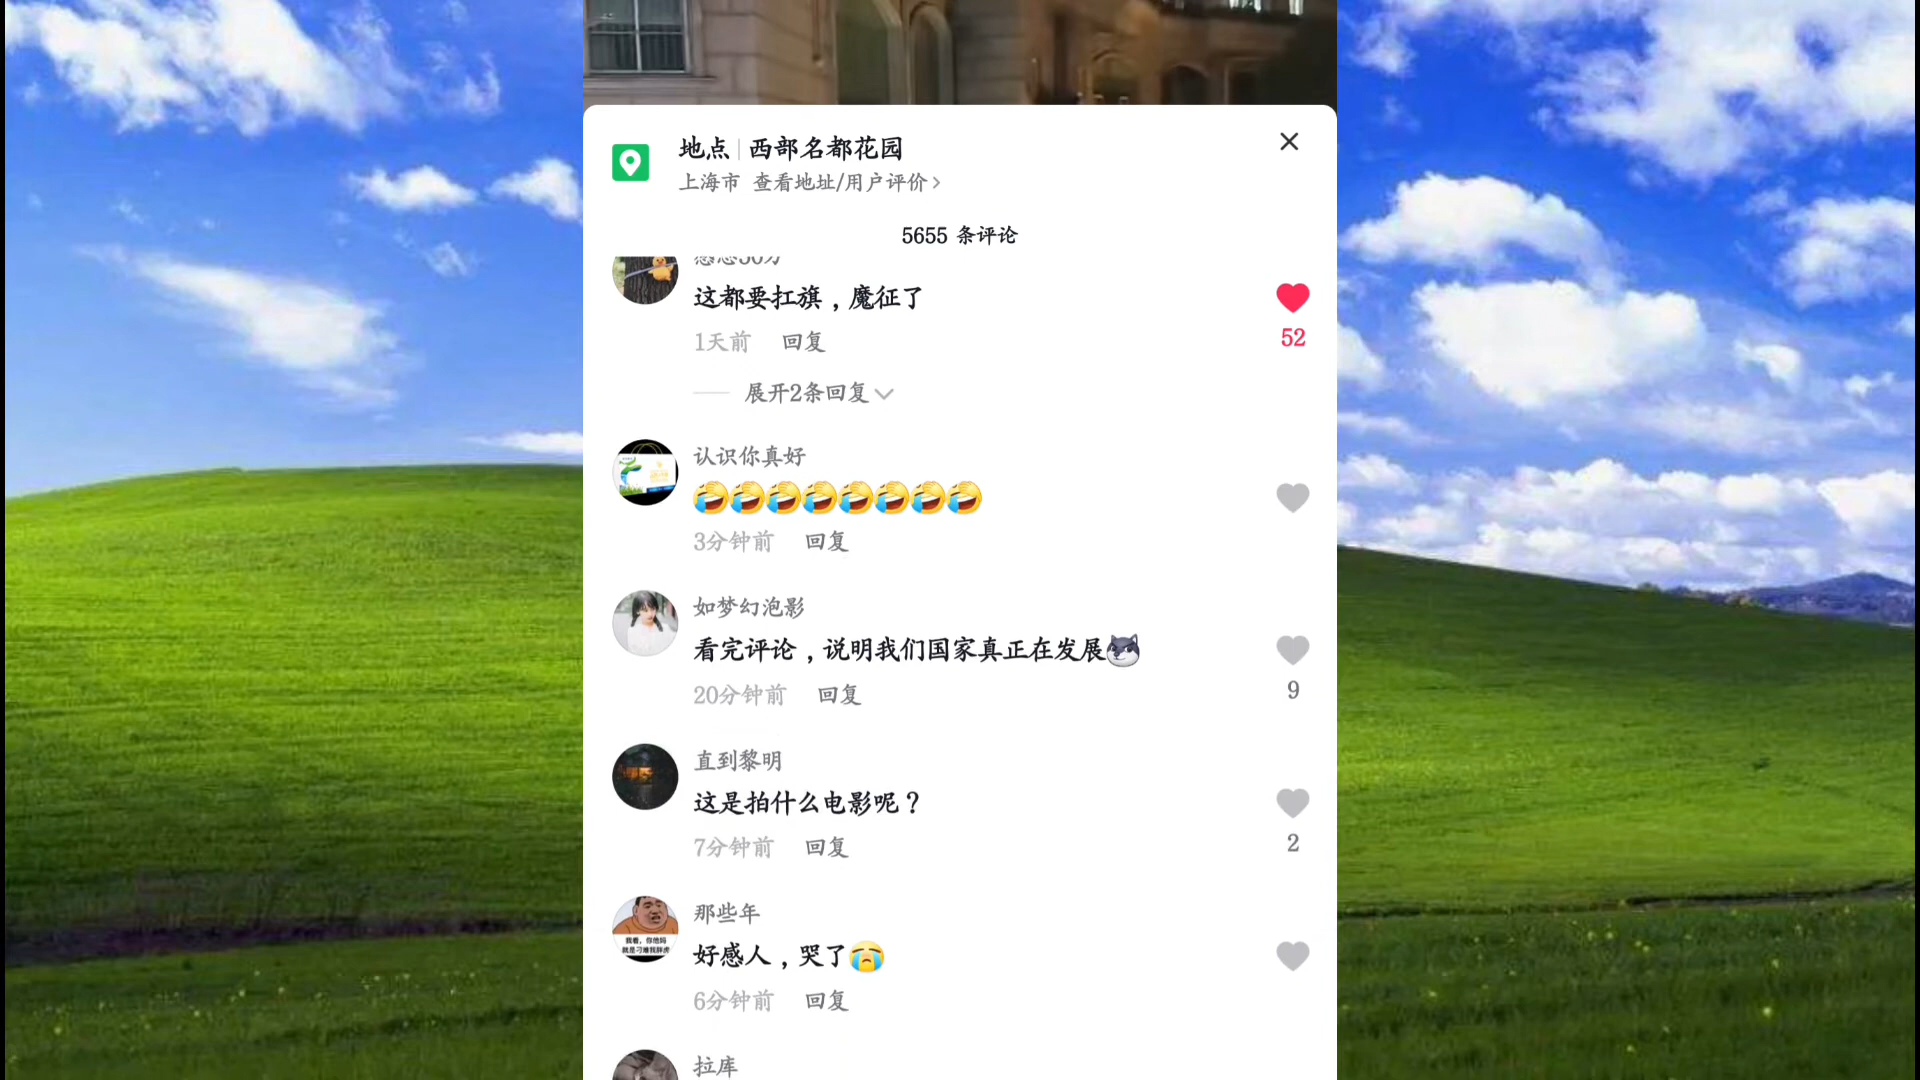 地点 西部名都花园
上海市 查看地址/用户评价
5655 条评论
这都要扛旗，魔征了
52
1天前 回复
展开2条回复
认识你真好
🤣🤣🤣🤣🤣🤣🤣🤣
3分钟前 回复
如梦幻泡影
看完评论，说明我们国家真正在发展
9
20分钟前 回复
直到黎明
这是拍什么电影呢？
2
7分钟前 回复
那些年
好感人，哭了😭
6分钟前 回复
拉库